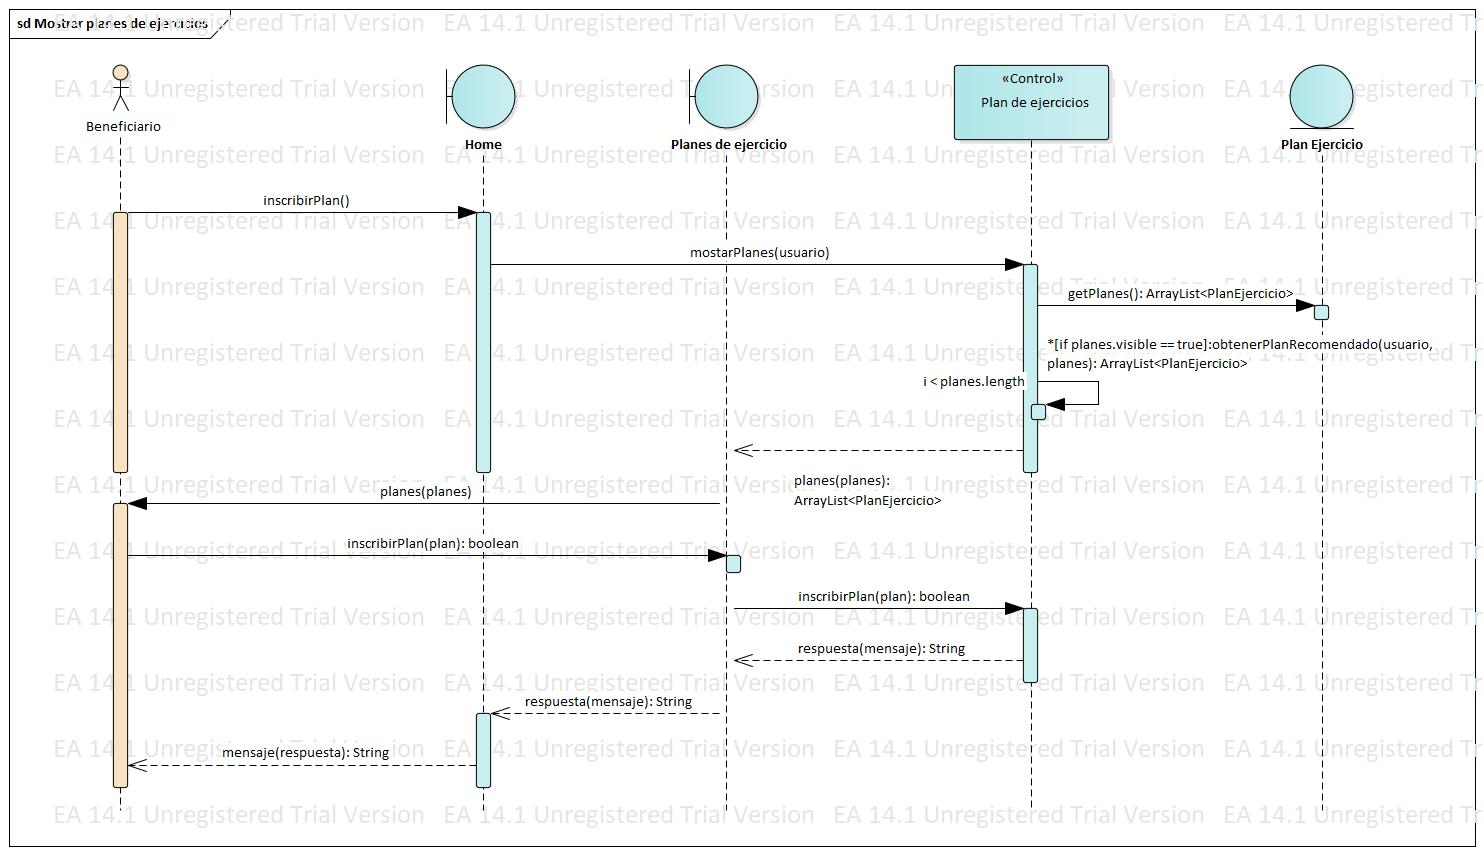 sd Mostrar planes de ejercicios
«Control»
Plan de ejercicios
Beneficiario
Home
Planes de ejercicio
Plan Ejercicio
inscribirPlan()
mostarPlanes(usuario)
getPlanes(): ArrayList<PlanEjercicio>
*[if planes.visible == true]:obtenerPlanRecomendado(usuario,
planes): ArrayList<PlanEjercicio>
i < planes.length
planes(planes):
ArrayList<PlanEjercicio>
planes(planes)
inscribirPlan(plan): boolean
inscribirPlan(plan): boolean
respuesta(mensaje): String
respuesta(mensaje): String
mensaje(respuesta): String
EA 14.1 Unregistered Trial Version